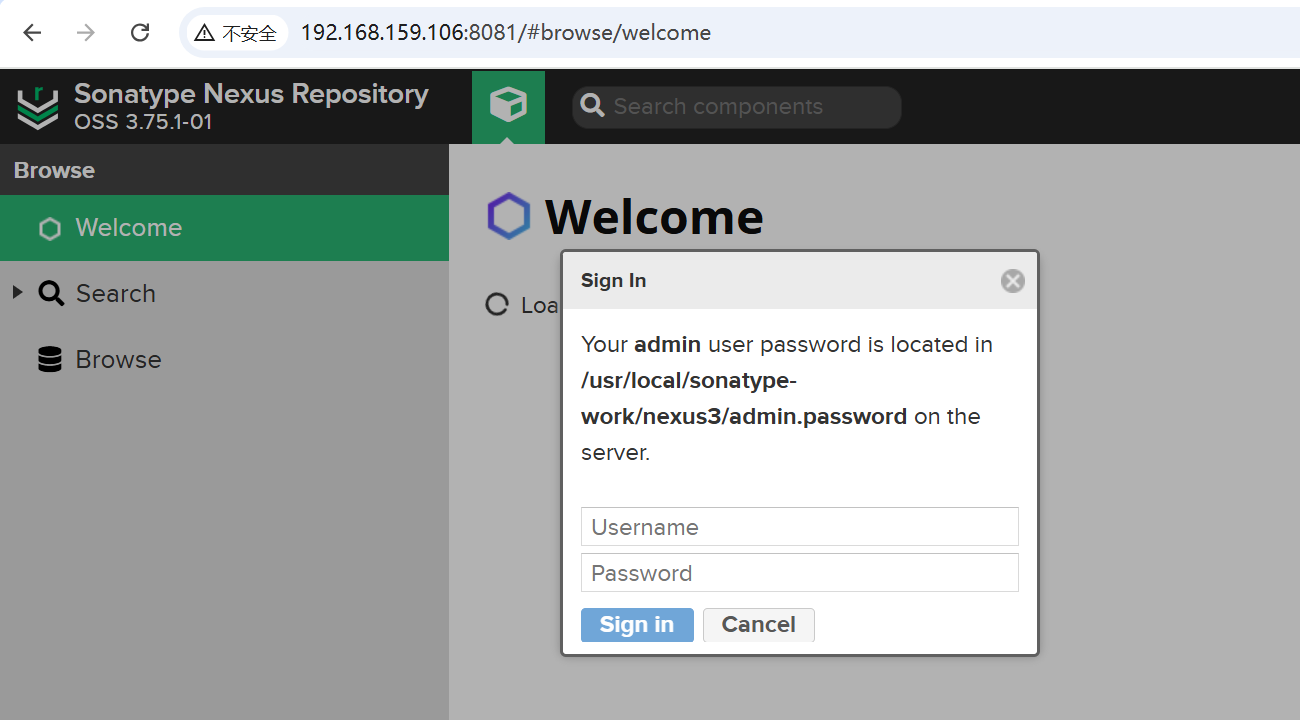 不安全 192.168.159.106:8081/#browse/welcome
Sonatype Nexus Repository
OSS 3.75.1-01
Search components
Browse
Welcome
Search
Browse
Welcome
Loa
Sign In
Your admin user password is located in
/usr/local/sonatype-
work/nexus3/admin.password on the
server.
Username
Password
Sign in Cancel